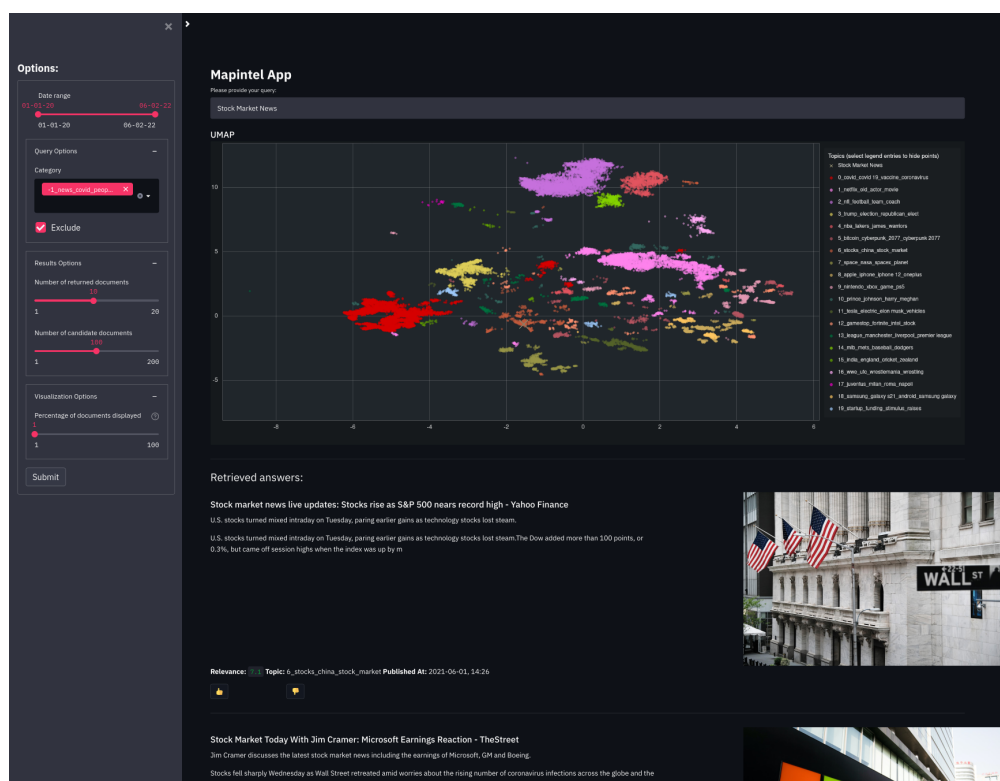 Options:
Date range
01-01-20 06-02-22
01-01-20 06-02-22
Query Options
Category
-1_news_covid_peop...
Exclude
Results Options
Number of returned documents
10
1 20
Number of candidate documents
100
1 200
Visualization Options
Percentage of documents displayed
1
1 100
Submit
Mapintel App
Please provide your query:
Stock Market News
UMAP
10
5
0
-5
-8 -6 -4 -2 0 2 4 6
Topics (select legend entries to hide points)
Stock Market News
0_covid_covid 19_vaccine_coronavirus
1_netflix_old_actor_movie
2_nfl_football_team_coach
3_trump_election_republican_elect
4_nba_lakers_james_warriors
5_bitcoin_cyberpunk_2077_cyberpunk 2077
6_stocks_china_stock_market
7_space_nasa_spacex_planet
8_apple_iphone_iphone 12_oneplus
9_nintendo_xbox_game_ps5
10_prince_johnson_harry_meghan
11_tesla_electric_elon musk_vehicles
12_gamestop_fortnite_intel_stock
13_league_manchester_liverpool_premier league
14_mlb_mets_baseball_dodgers
15_india_england_cricket_zealand
16_wwe_ufc_wrestlemania_wrestling
17_juventus_milan_roma_napoli
18_samsung_galaxy s21_android_samsung galaxy
19_startup_funding_stimulus_raises
Retrieved answers:
Stock market news live updates: Stocks rise as S&P 500 nears record high - Yahoo Finance
U.S. stocks turned mixed intraday on Tuesday, paring earlier gains as technology stocks lost steam.
U.S. stocks turned mixed intraday on Tuesday, paring earlier gains as technology stocks lost steam.The Dow added more than 100 points, or
0.3%, but came off session highs when the index was up by m
WALL ST
Relevance: 7.1 Topic: 6_stocks_china_stock_market Published At: 2021-06-01, 14:26
Stock Market Today With Jim Cramer: Microsoft Earnings Reaction - TheStreet
Jim Cramer discusses the latest stock market news including the earnings of Microsoft, GM and Boeing.
Stocks fell sharply Wednesday as Wall Street retreated amid worries about the rising number of coronavirus infections across the globe and the